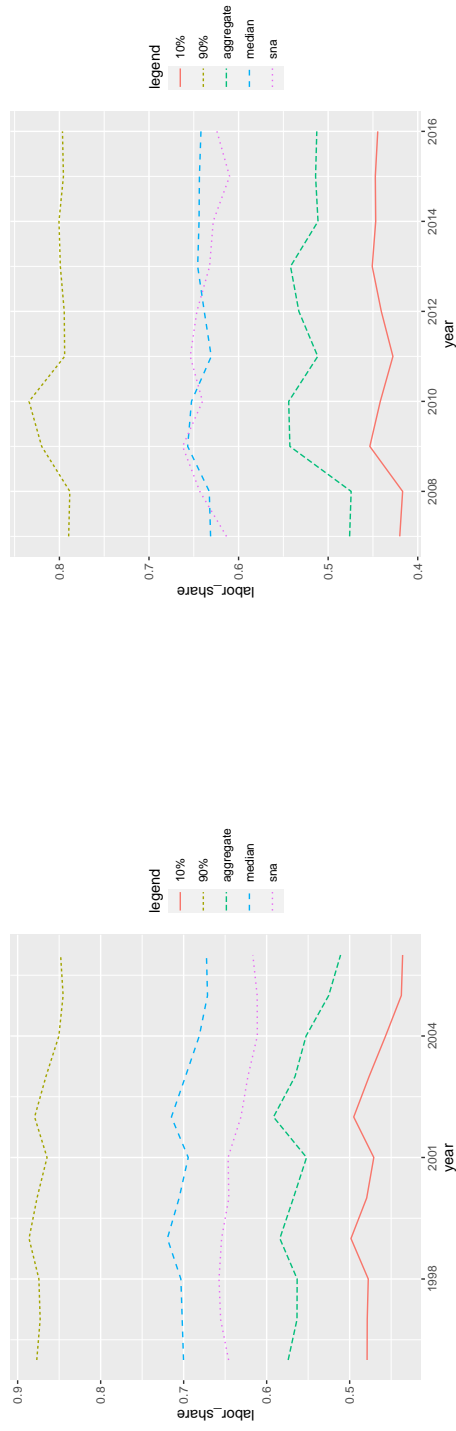 labor_share
0.9
0.8
0.7
0.6
0.5
1998 2001 2004
year
legend
10%
90%
aggregate
median
sna
labor_share
0.8
0.7
0.6
0.5
0.4
2008 2010 2012 2014 2016
year
legend
10%
90%
aggregate
median
sna